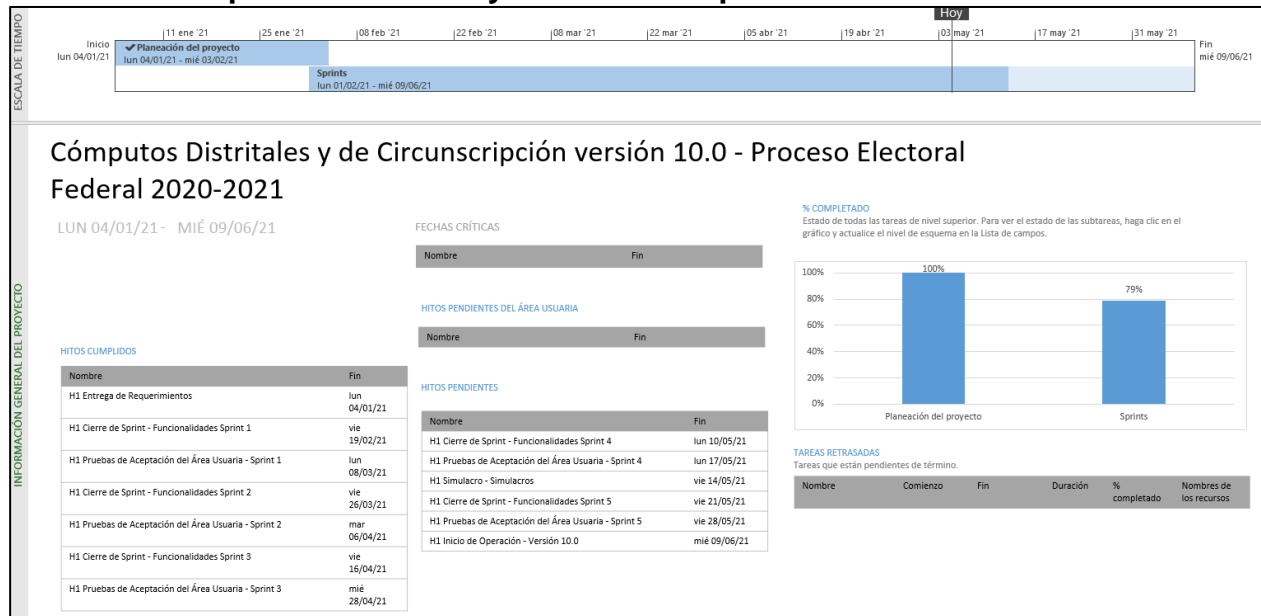 ESCALA DE TIEMPO
Hoy
11 ene '21 25 ene '21 08 feb '21 22 feb '21 08 mar '21 22 mar '21 05 abr '21 19 abr '21 03 may '21 17 may '21 31 may '21
Inicio
lun 04/01/21
✔Planeación del proyecto
lun 04/01/21 - mié 03/02/21
Sprints
lun 01/02/21 - mié 09/06/21
Fin
mié 09/06/21
INFORMACIÓN GENERAL DEL PROYECTO
Cómputos Distritales y de Circunscripción versión 10.0 - Proceso Electoral
Federal 2020-2021
LUN 04/01/21 - MIÉ 09/06/21
HITOS CUMPLIDOS
Nombre Fin
H1 Entrega de Requerimientos lun
04/01/21
H1 Cierre de Sprint - Funcionalidades Sprint 1 vie
19/02/21
H1 Pruebas de Aceptación del Área Usuaria - Sprint 1 lun
08/03/21
H1 Cierre de Sprint - Funcionalidades Sprint 2 vie
26/03/21
H1 Pruebas de Aceptación del Área Usuaria - Sprint 2 mar
06/04/21
H1 Cierre de Sprint - Funcionalidades Sprint 3 vie
16/04/21
H1 Pruebas de Aceptación del Área Usuaria - Sprint 3 mié
28/04/21
FECHAS CRÍTICAS
Nombre Fin
HITOS PENDIENTES DEL ÁREA USUARIA
Nombre Fin
HITOS PENDIENTES
Nombre Fin
H1 Cierre de Sprint - Funcionalidades Sprint 4 lun 10/05/21
H1 Pruebas de Aceptación del Área Usuaria - Sprint 4 lun 17/05/21
H1 Simulacro - Simulacros vie 14/05/21
H1 Cierre de Sprint - Funcionalidades Sprint 5 vie 21/05/21
H1 Pruebas de Aceptación del Área Usuaria - Sprint 5 vie 28/05/21
H1 Inicio de Operación - Versión 10.0 mié 09/06/21
% COMPLETADO
Estado de todas las tareas de nivel superior. Para ver el estado de las subtareas, haga clic en el
gráfico y actualice el nivel de esquema en la Lista de campos.
100%
80%
60%
40%
20%
0%
100%
79%
Planeación del proyecto Sprints
TAREAS RETRASADAS
Tareas que están pendientes de término.
Nombre Comienzo Fin Duración % Nombres de
completado los recursos